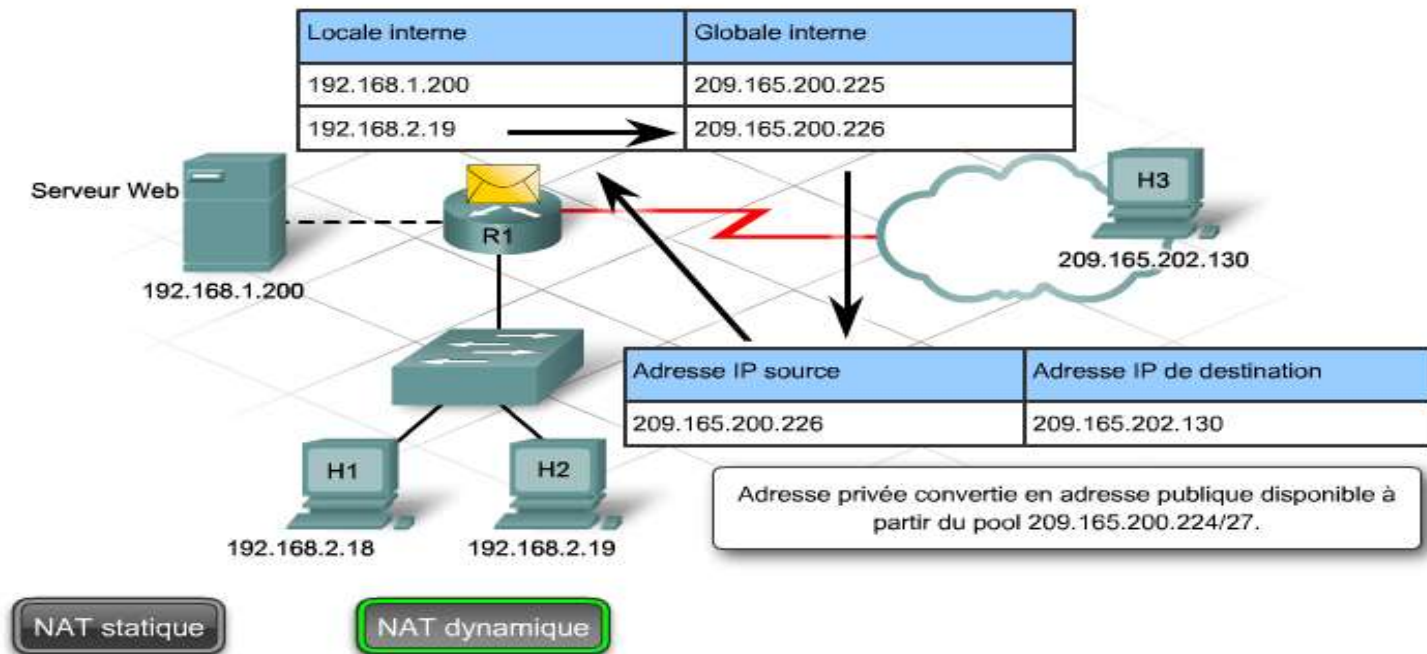 Locale interne
Globale interne
192.168.1.200
209.165.200.225
192.168.2.19
209.165.200.226
Serveur Web
R1
H3
209.165.202.130
192.168.1.200
Adresse IP source
Adresse IP de destination
209.165.200.226
209.165.202.130
H1
H2
Adresse privée convertie en adresse publique disponible à
partir du pool 209.165.200.224/27.
192.168.2.18
192.168.2.19
NAT statique
NAT dynamique